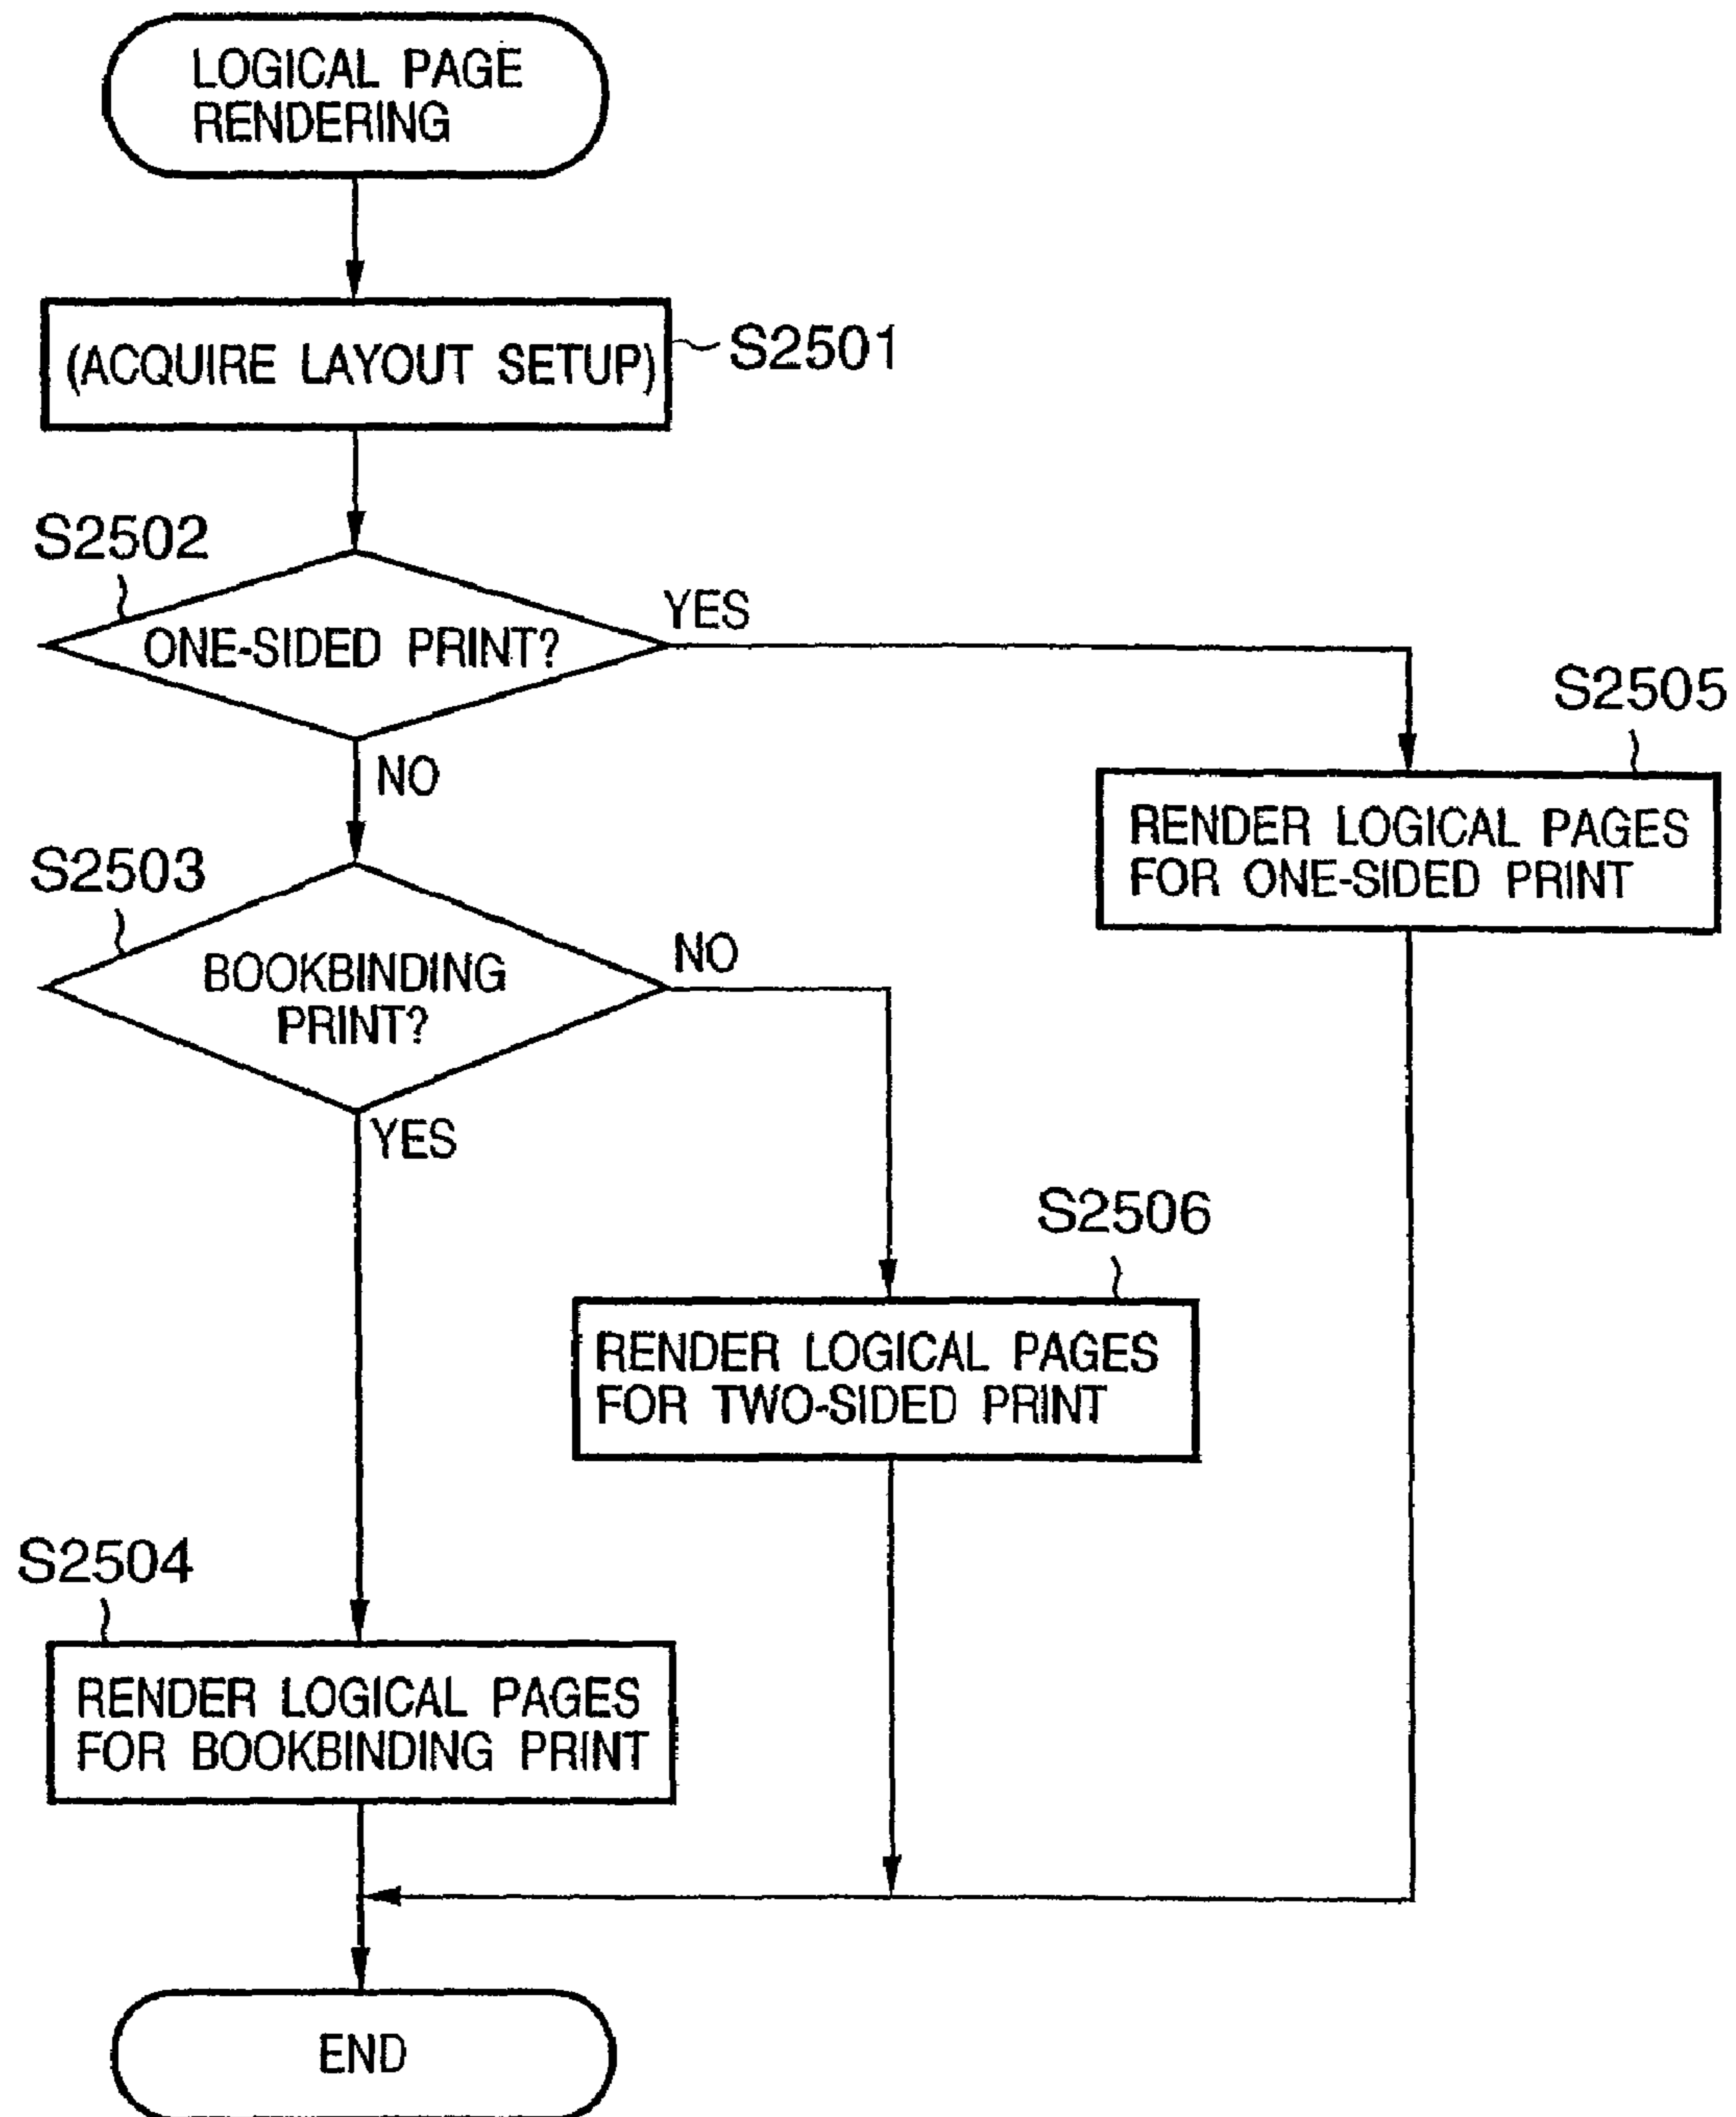 LOGICAL PAGE
RENDERING
(ACQUIRE LAYOUT SETUP)
S2501
S2502
ONE-SIDED PRINT?
YES
NO
S2505
RENDER LOGICAL PAGES
FOR ONE-SIDED PRINT
S2503
BOOKBINDING
PRINT?
NO
YES
S2506
RENDER LOGICAL PAGES
FOR TWO-SIDED PRINT
S2504
RENDER LOGICAL PAGES
FOR BOOKBINDING PRINT
END